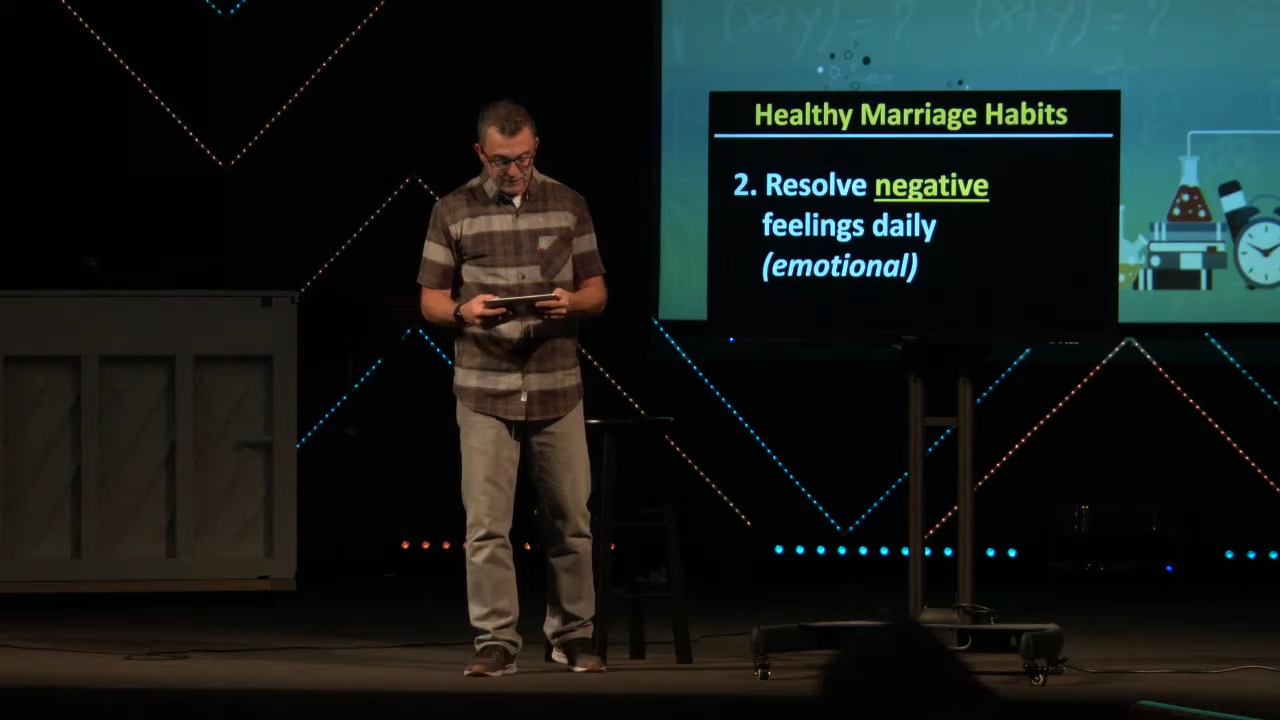 (x+y) = ?
(x+y) = ?
Healthy Marriage Habits
2. Resolve negative
feelings daily
(emotional)